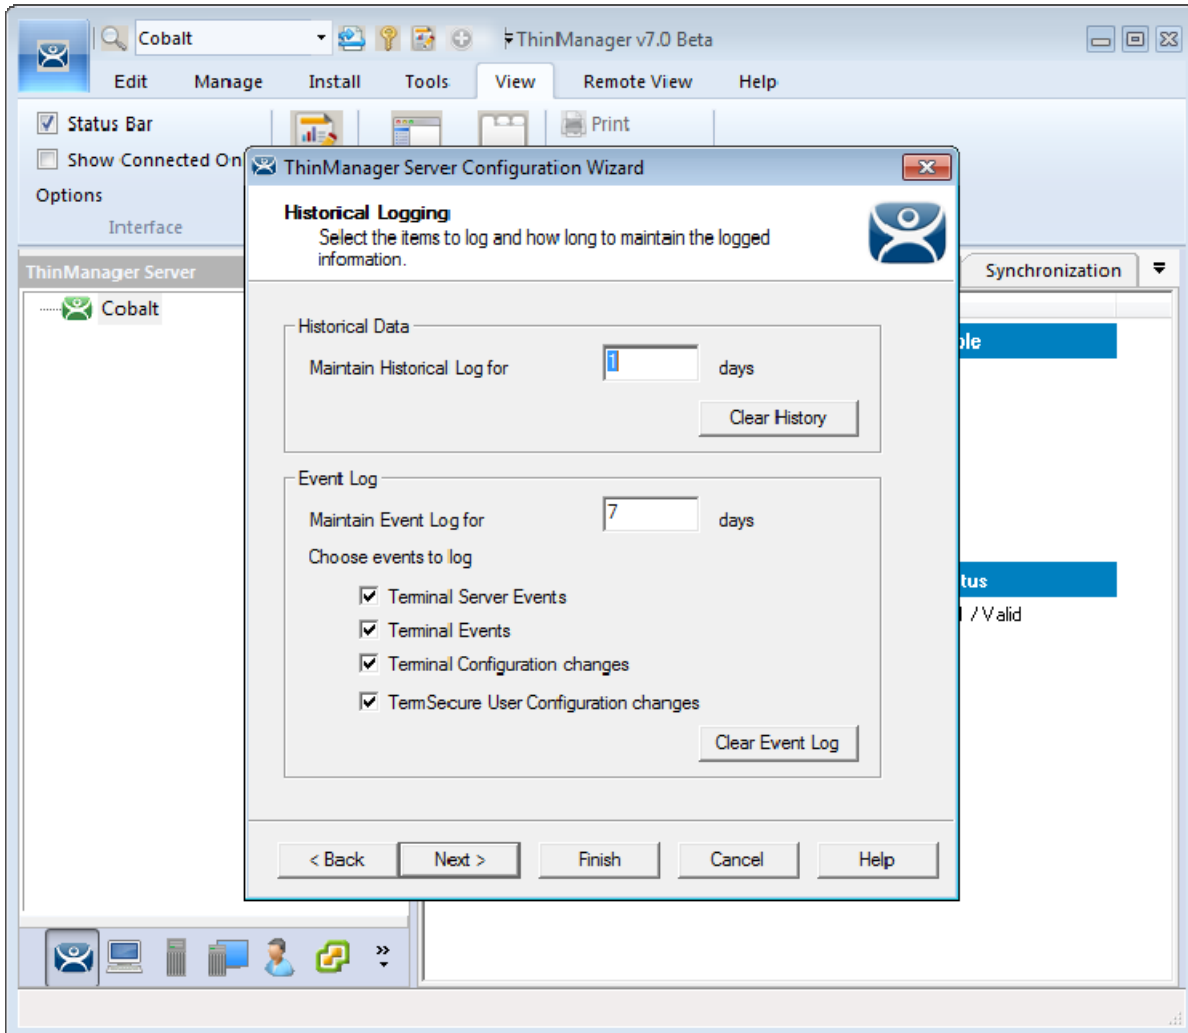 Cobalt
ThinManager v7.0 Beta
Edit Manage Install Tools View Remote View Help
Status Bar
Print
Show Connected On
Options
Interface
ThinManager Server Configuration Wizard
Historical Logging
Select the items to log and how long to maintain the logged
information.
ThinManager Server
Synchronization
Cobalt
Historical Data
Maintain Historical Log for 1 days
Clear History
Event Log
Maintain Event Log for 7 days
Choose events to log
Terminal Server Events
Terminal Events
Terminal Configuration changes
TermSecure User Configuration changes
Clear Event Log
< Back Next > Finish Cancel Help
ble
tus
/ Valid